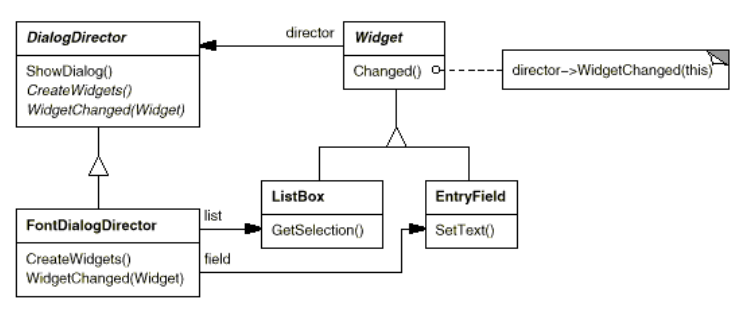 DialogDirector
ShowDialog()
CreateWidgets()
WidgetChanged(Widget)
director
Widget
Changed()
director->WidgetChanged(this)
ListBox
GetSelection()
EntryField
SetText()
FontDialogDirector
CreateWidgets()
WidgetChanged(Widget)
list
field